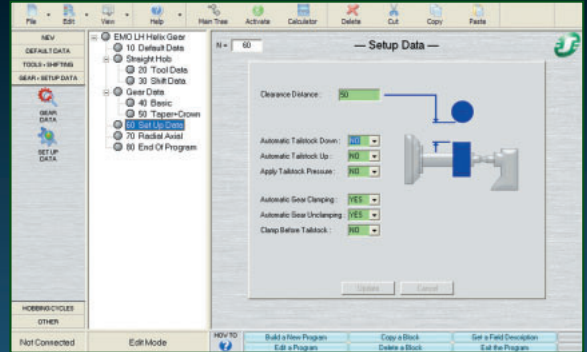 File Edit View Help Main Tree Activate Calculator Delete Cut Copy Paste
NEW
DEFAULT DATA
TOOLS + SHIFTING
GEAR + SETUP DATA
GEAR
DATA
SET UP
DATA
HOBBING CYCLES
OTHER
EMO LH Helix Gear
10 Default Data
Straight Hob
20 Tool Data
30 Shift Data
Gear Data
40 Basic
50 Taper+Crown
60 Set Up Data
70 Radial Axial
80 End Of Program
N = 60
— Setup Data —
Clearance Distance : 50
Automatic Tailstock Down : NO
Automatic Tailstock Up : NO
Apply Tailstock Pressure : NO
Automatic Gear Clamping : YES
Automatic Gear Unclamping : YES
Clamp Before Tailstock : NO
Update Cancel
Not Connected Edit Mode
HOW TO
?
Build a New Program Copy a Block Get a Field Description
Edit a Program Delete a Block Exit the Program